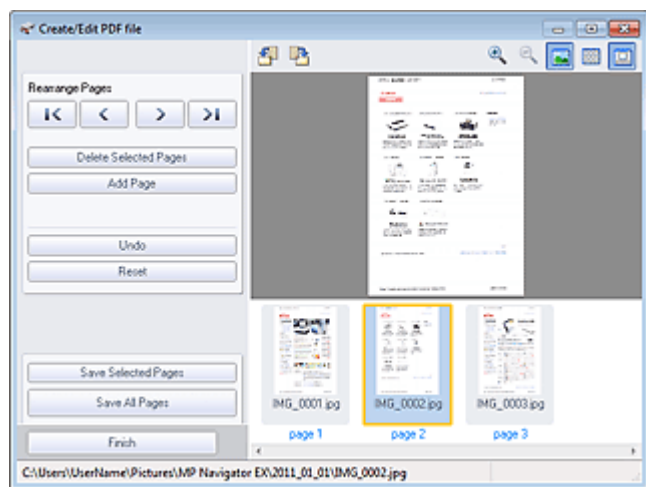 Create/Edit PDF file
Rearrange Pages
Delete Selected Pages
Add Page
Undo
Reset
Save Selected Pages
Save All Pages
Finish
IMG_0001.jpg
IMG_0002.jpg
IMG_0003.jpg
page 1
page 2
page 3
C:\Users\UserName\Pictures\MP Navigator EX\2011_01_01\IMG_0002.jpg